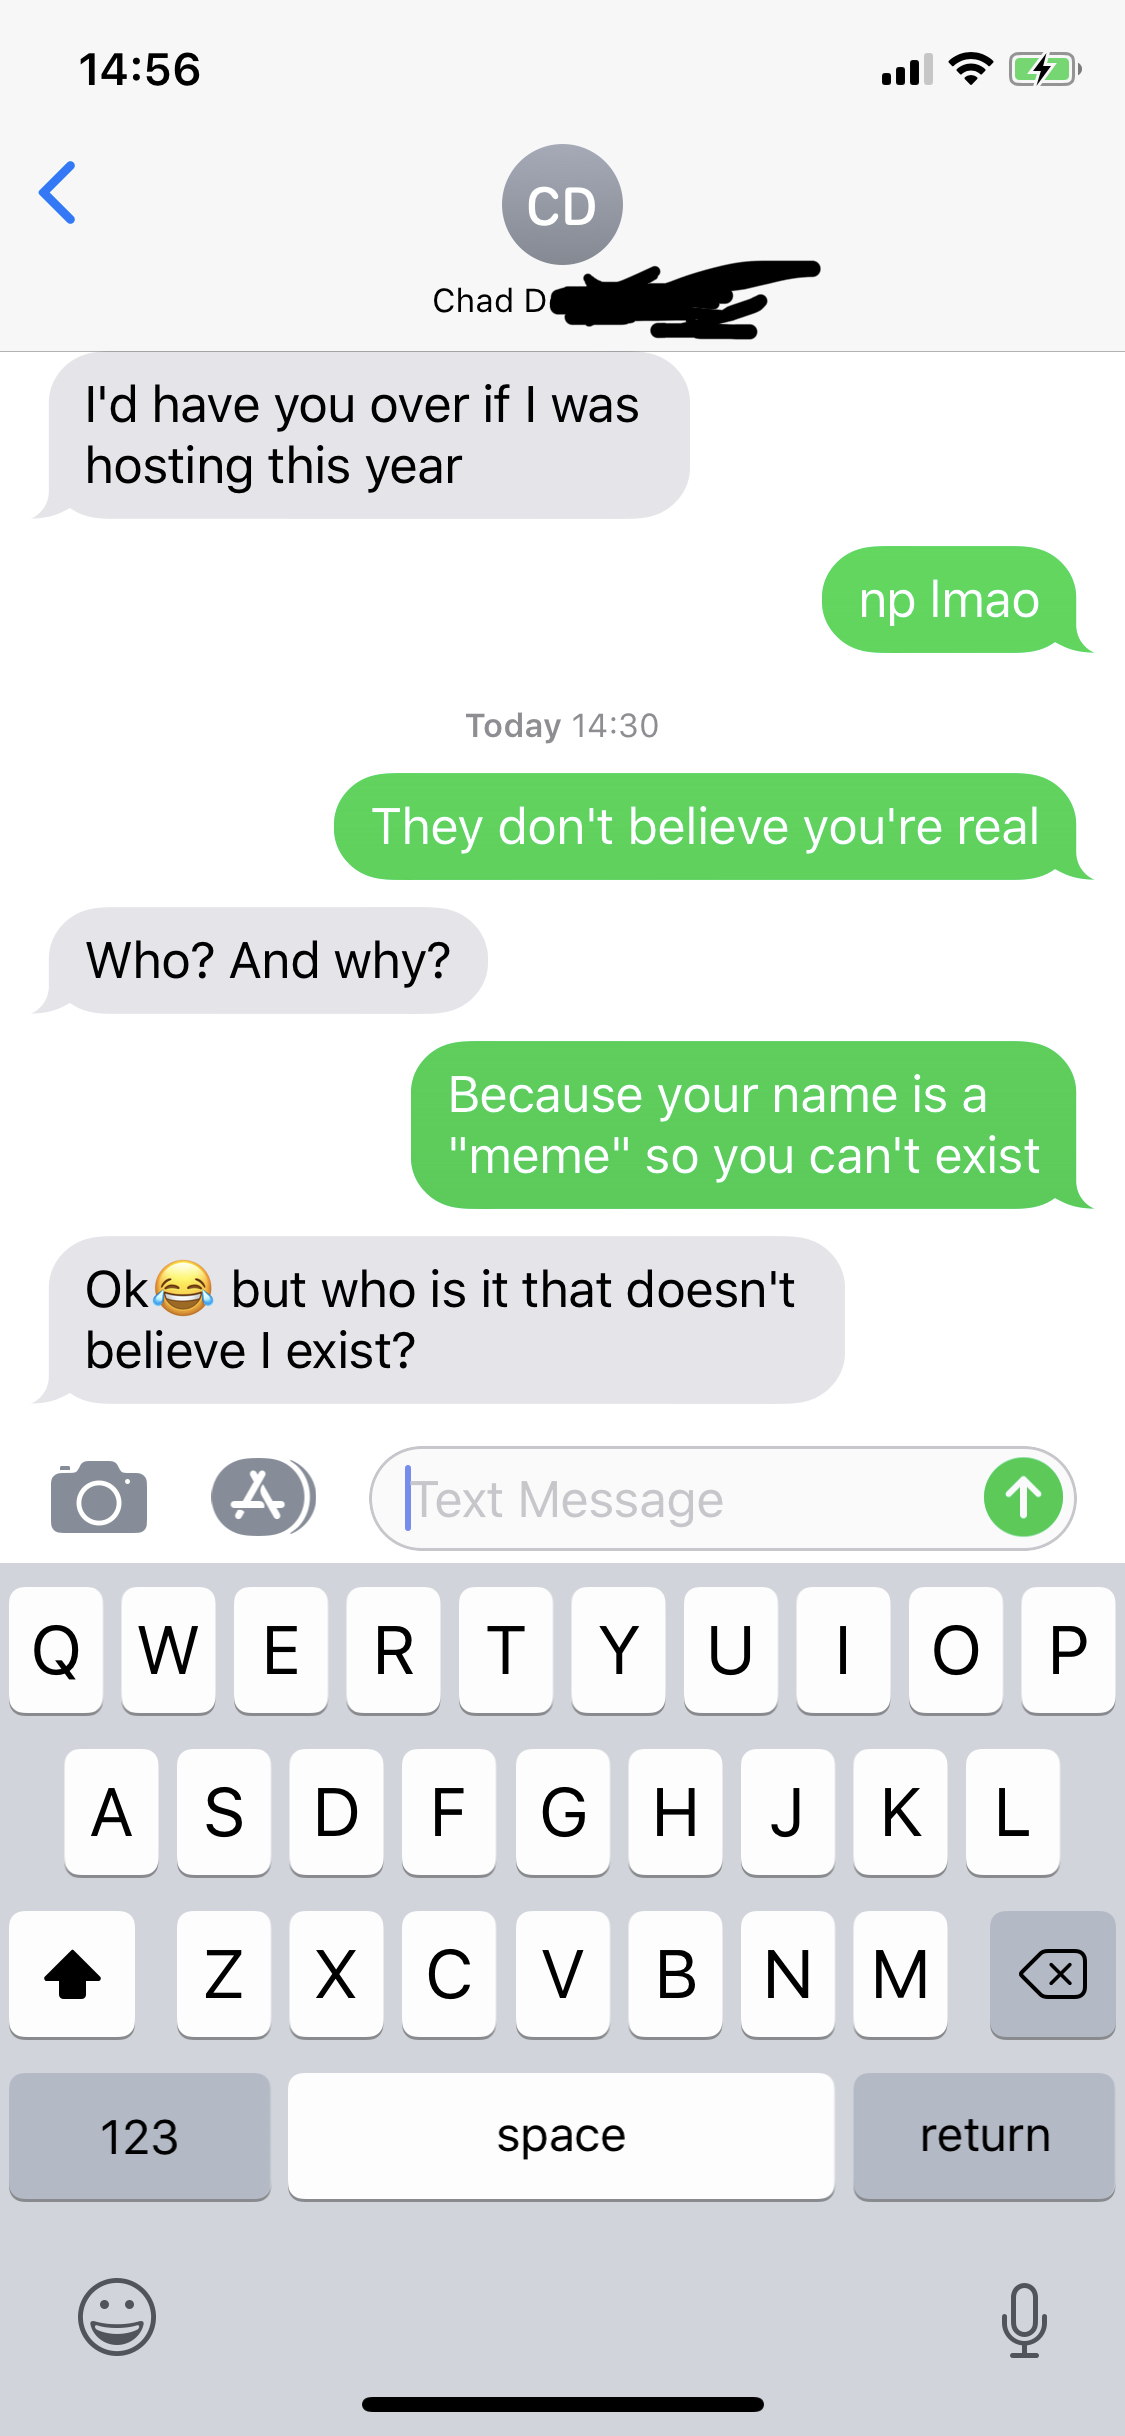 14:56
CD
Chad D
I'd have you over if I was
hosting this year
np lmao
Today 14:30
They don't believe you're real
Who? And why?
Because your name is a
"meme" so you can't exist
Ok😂 but who is it that doesn't
believe I exist?
Text Message
Q W E R T Y U I O P
A S D F G H J K L
Z X C V B N M
123 space return